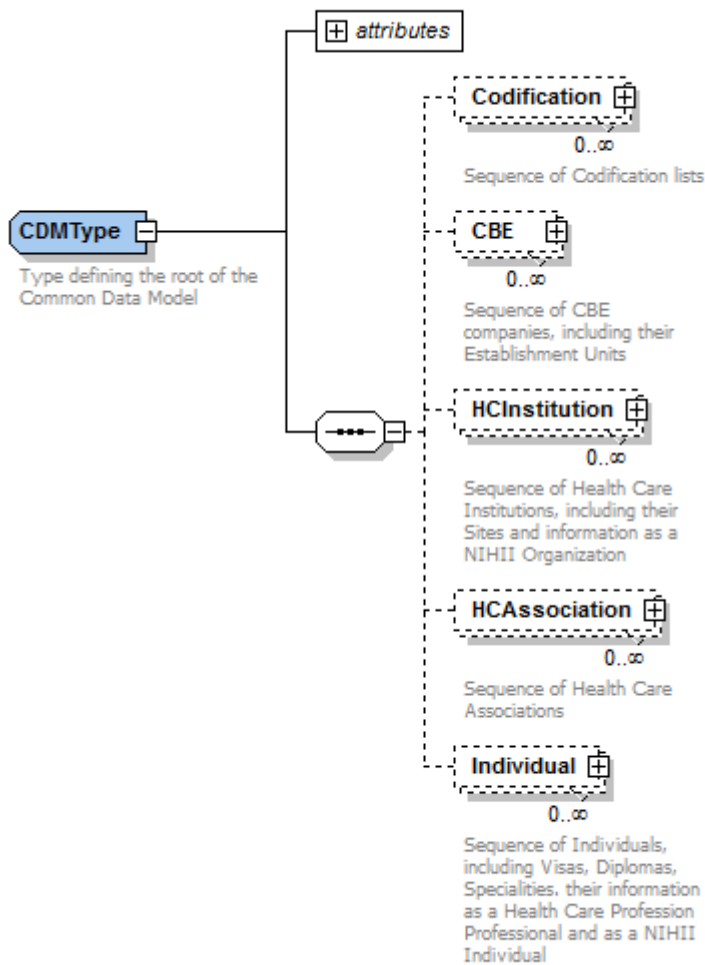 attributes
Codification
0..∞
Sequence of Codification lists
CDMType
Type defining the root of the
Common Data Model
CBE
0..∞
Sequence of CBE
companies, including their
Establishment Units
HCInstitution
0..∞
Sequence of Health Care
Institutions, including their
Sites and information as a
NIHII Organization
HCAssociation
0..∞
Sequence of Health Care
Associations
Individual
0..∞
Sequence of Individuals,
including Visas, Diplomas,
Specialities. their information
as a Health Care Profession
Professional and as a NIHII
Individual